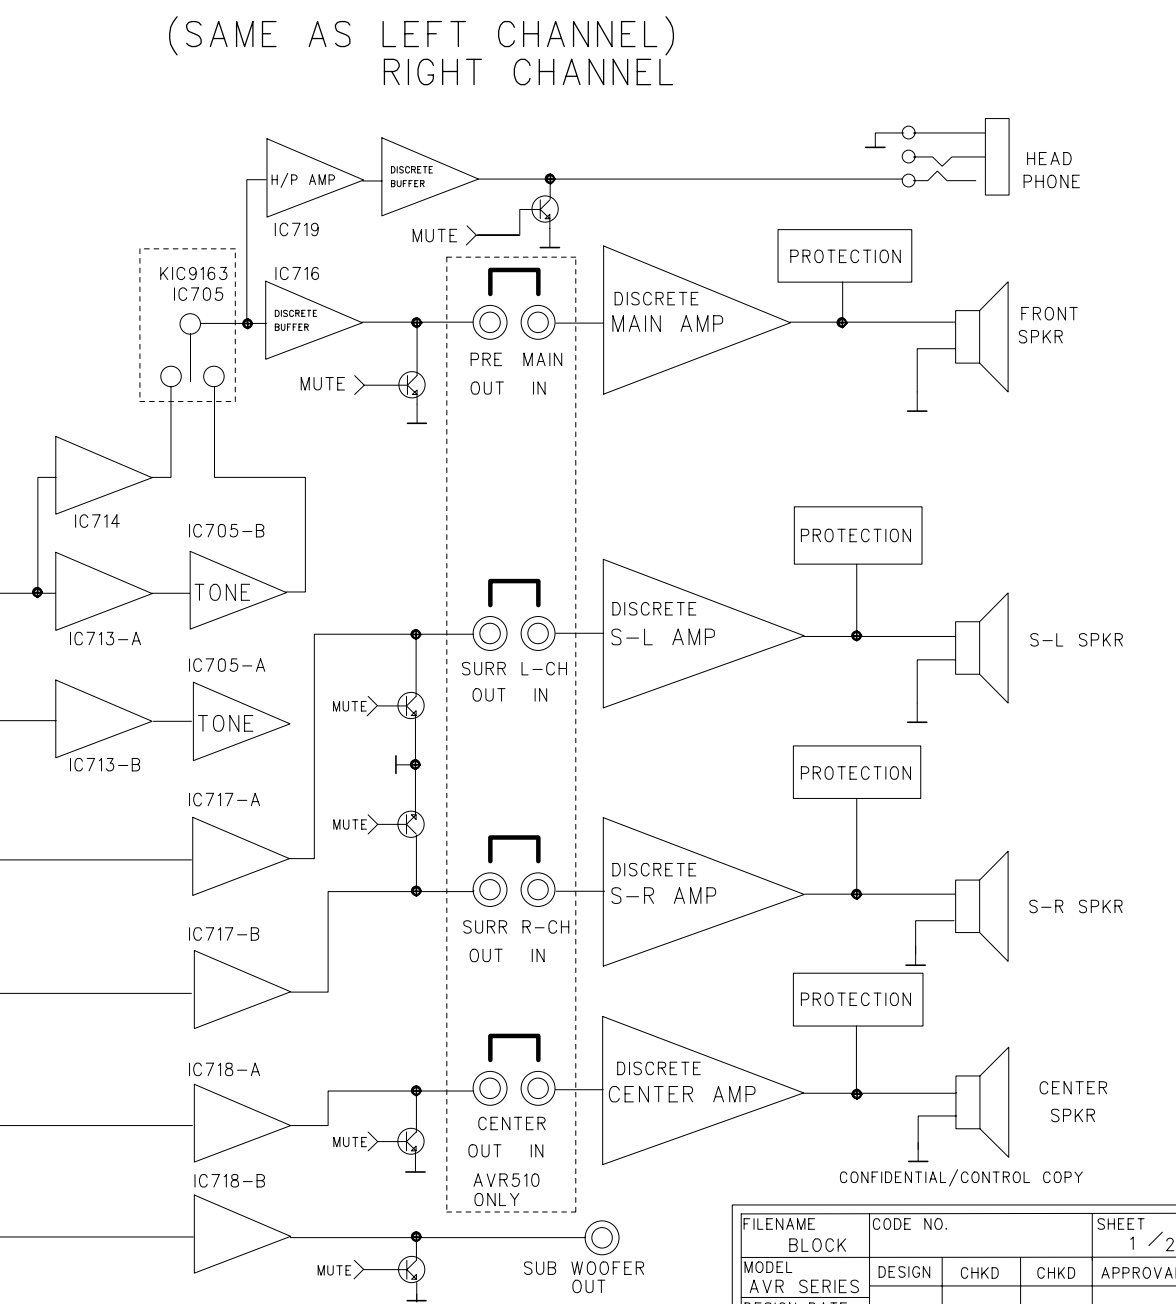 (SAME AS LEFT CHANNEL)
RIGHT CHANNEL
HEAD
PHONE
H/P AMP
DISCRETE
BUFFER
IC719
MUTE
PROTECTION
KIC9163
IC705
IC716
DISCRETE
BUFFER
DISCRETE
MAIN AMP
FRONT
SPKR
PRE MAIN
OUT IN
MUTE
IC714
IC705-B
PROTECTION
TONE
IC713-A
DISCRETE
S-L AMP
S-L SPKR
SURR L-CH
OUT IN
IC705-A
MUTE
TONE
IC713-B
PROTECTION
IC717-A
MUTE
DISCRETE
S-R AMP
S-R SPKR
SURR R-CH
OUT IN
IC717-B
PROTECTION
IC718-A
DISCRETE
CENTER AMP
CENTER
SPKR
CENTER
OUT IN
MUTE
AVR510
ONLY
CONFIDENTIAL/CONTROL COPY
IC718-B
SUB WOOFER
OUT
MUTE
FILENAME
BLOCK
CODE NO.
SHEET
1/2
MODEL
AVR SERIES
DESIGN CHKD CHKD